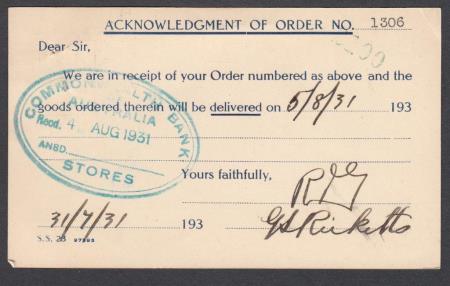 ACKNOWLEDGMENT OF ORDER NO. 1306
Dear Sir,
We are in receipt of your Order numbered as above and the
goods ordered therein will be delivered on 5/8/31 193
COMMONWEALTH BANK
AUSTRALIA
Recd. 4 AUG 1931
ANSD.
STORES
Yours faithfully,
31/7/31 193
GS Ricketts
S.S. 23